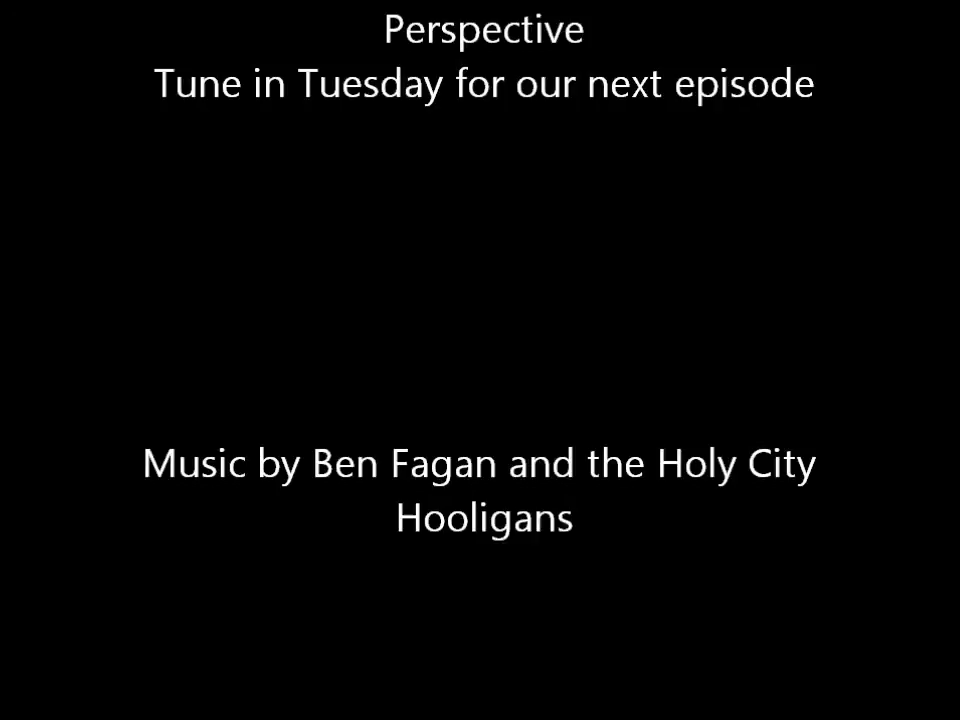 Perspective
Tune in Tuesday for our next episode
Music by Ben Fagan and the Holy City
Hooligans